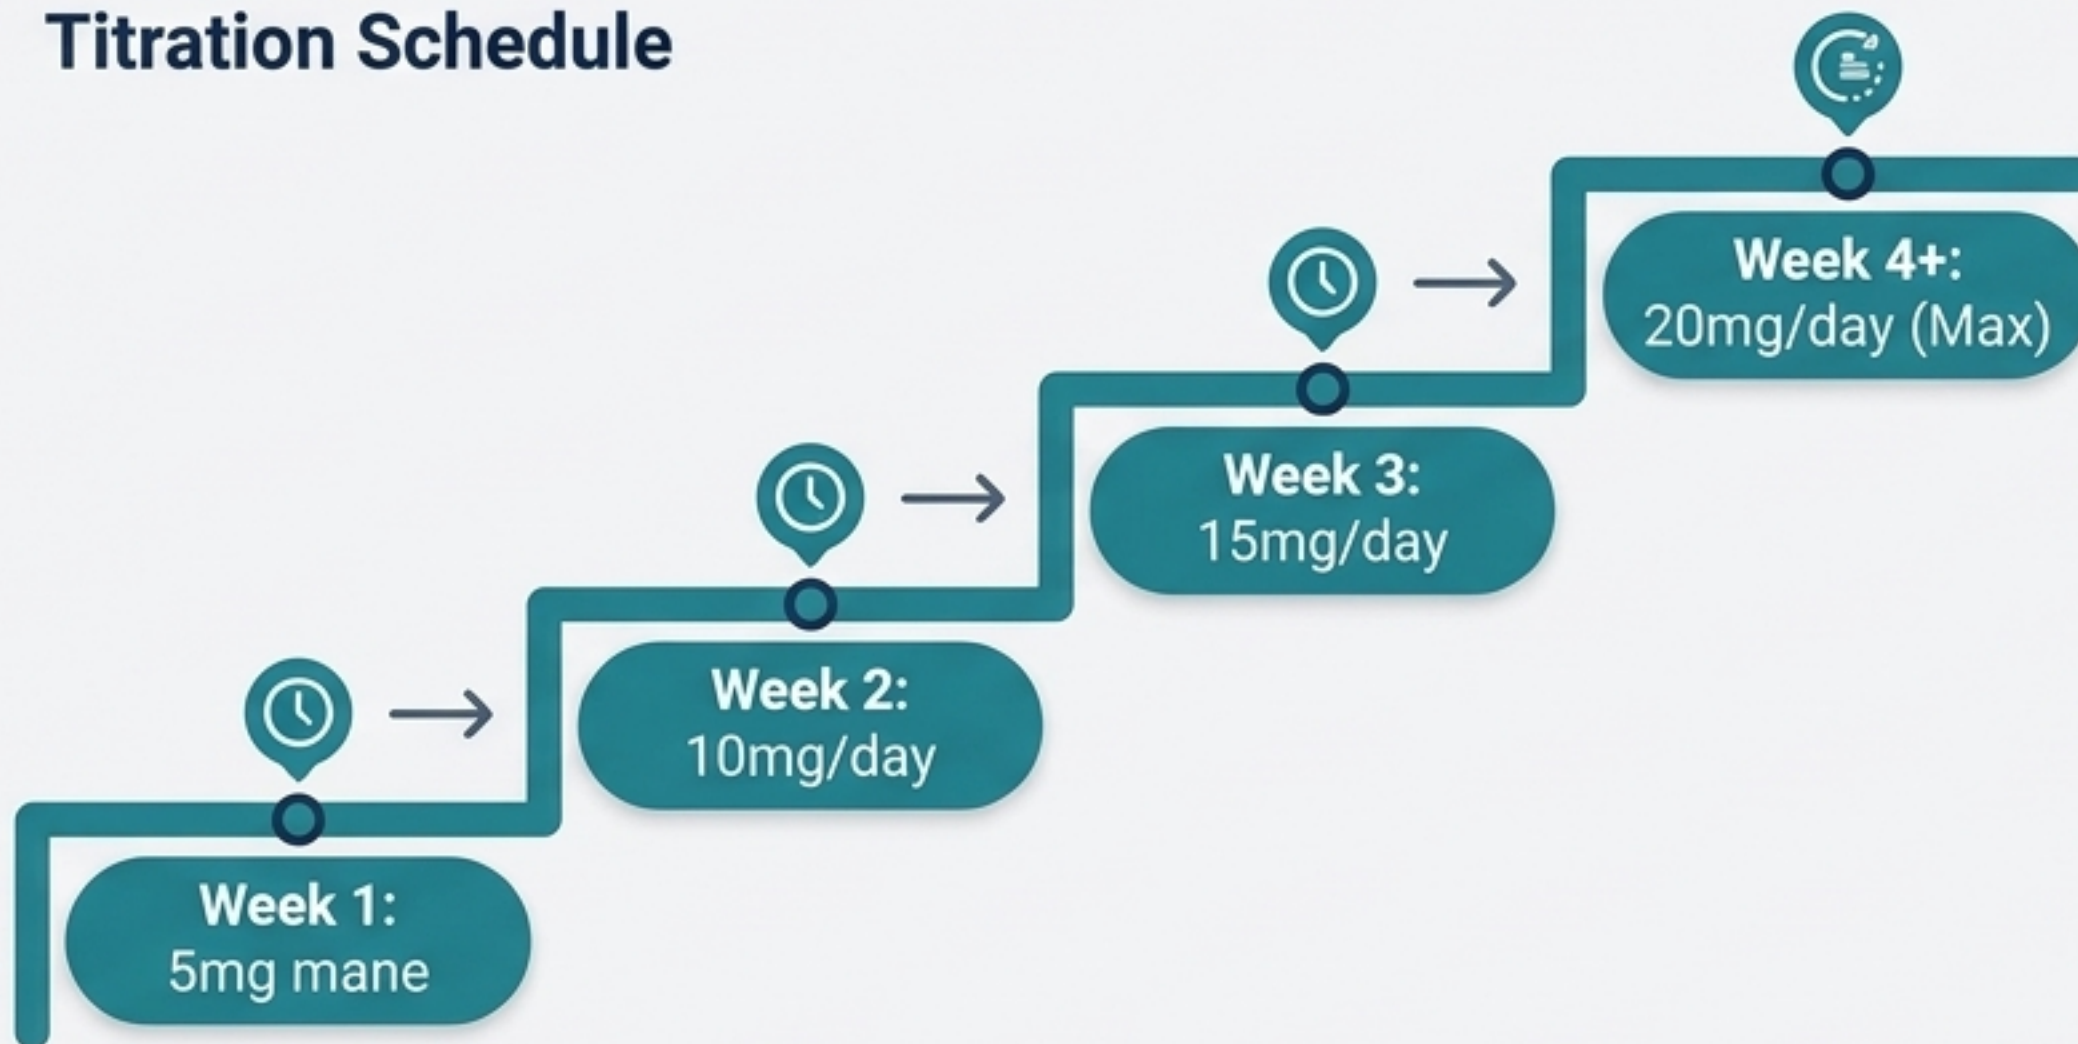 Titration Schedule
Week 1:
5mg mane
Week 2:
10mg/day
Week 3:
15mg/day
Week 4+:
20mg/day (Max)